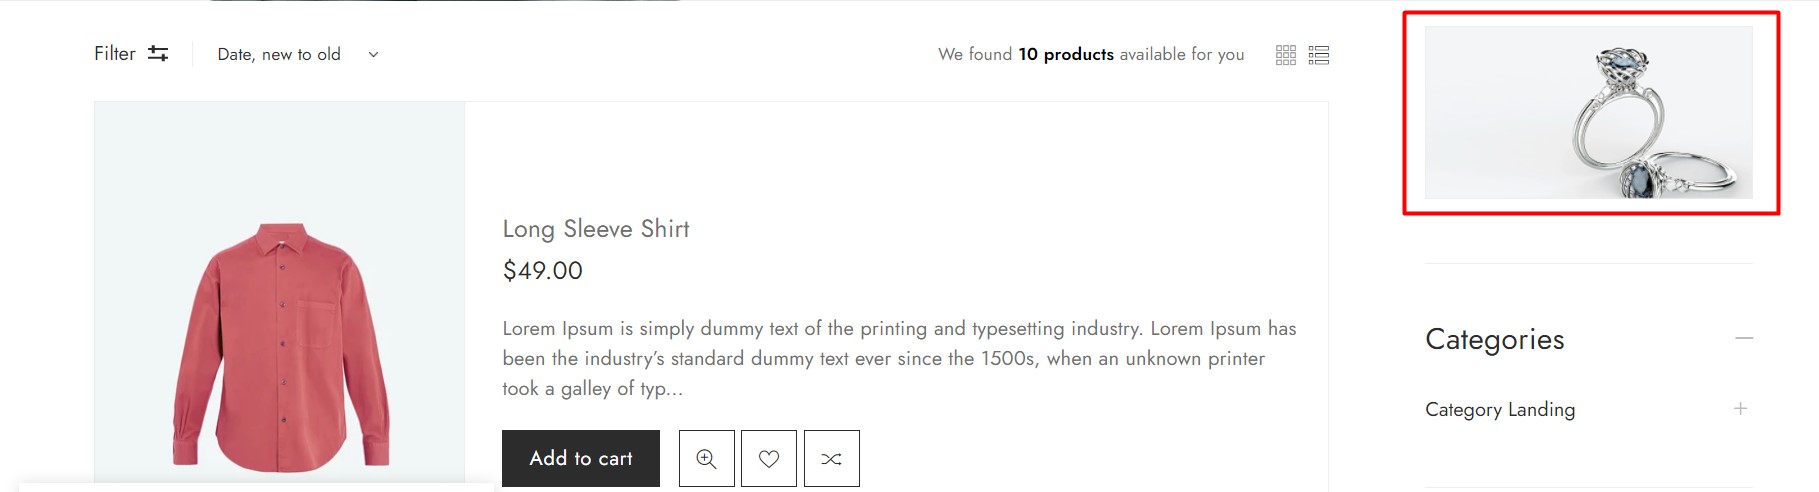 Filter
Date, new to old
We found 10 products available for you
Long Sleeve Shirt
$49.00
Lorem Ipsum is simply dummy text of the printing and typesetting industry. Lorem Ipsum has
been the industry’s standard dummy text ever since the 1500s, when an unknown printer
took a galley of typ...
Add to cart
Categories
Category Landing